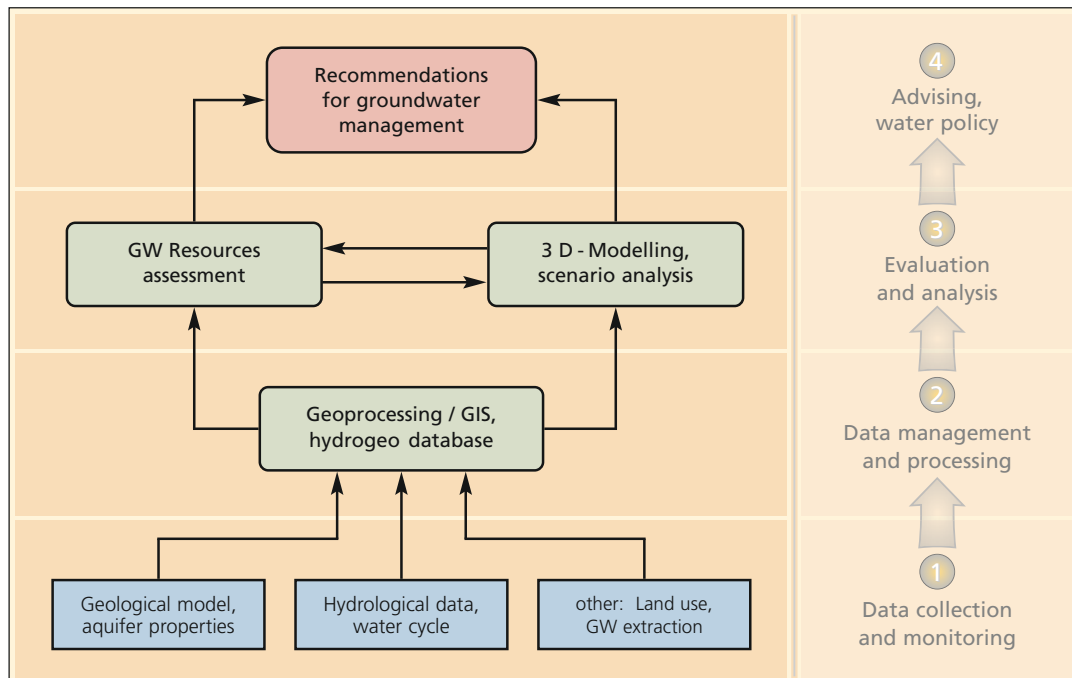 Recommendations
for groundwater
management
4
Advising,
water policy
GW Resources
assessment
3 D - Modelling,
scenario analysis
3
Evaluation
and analysis
Geoprocessing / GIS,
hydrogeo database
2
Data management
and processing
Geological model,
aquifer properties
Hydrological data,
water cycle
other: Land use,
GW extraction
1
Data collection
and monitoring